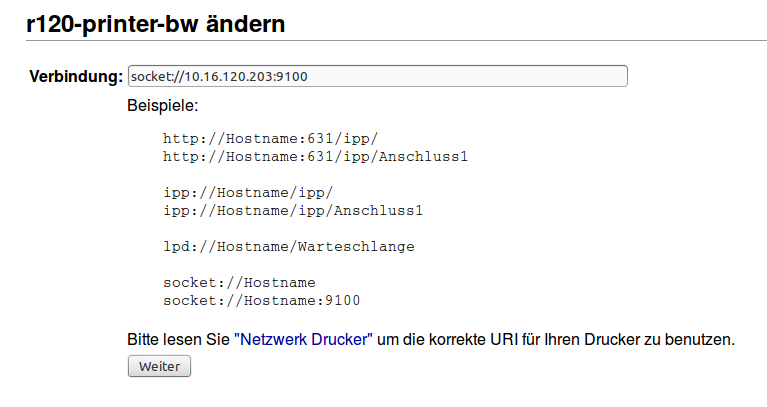 r120-printer-bw ändern
Verbindung: socket://10.16.120.203:9100
Beispiele:
http://Hostname:631/ipp/
http://Hostname:631/ipp/Anschluss1
ipp://Hostname/ipp/
ipp://Hostname/ipp/Anschluss1
lpd://Hostname/Warteschlange
socket://Hostname
socket://Hostname:9100
Bitte lesen Sie "Netzwerk Drucker" um die korrekte URI für Ihren Drucker zu benutzen.
Weiter